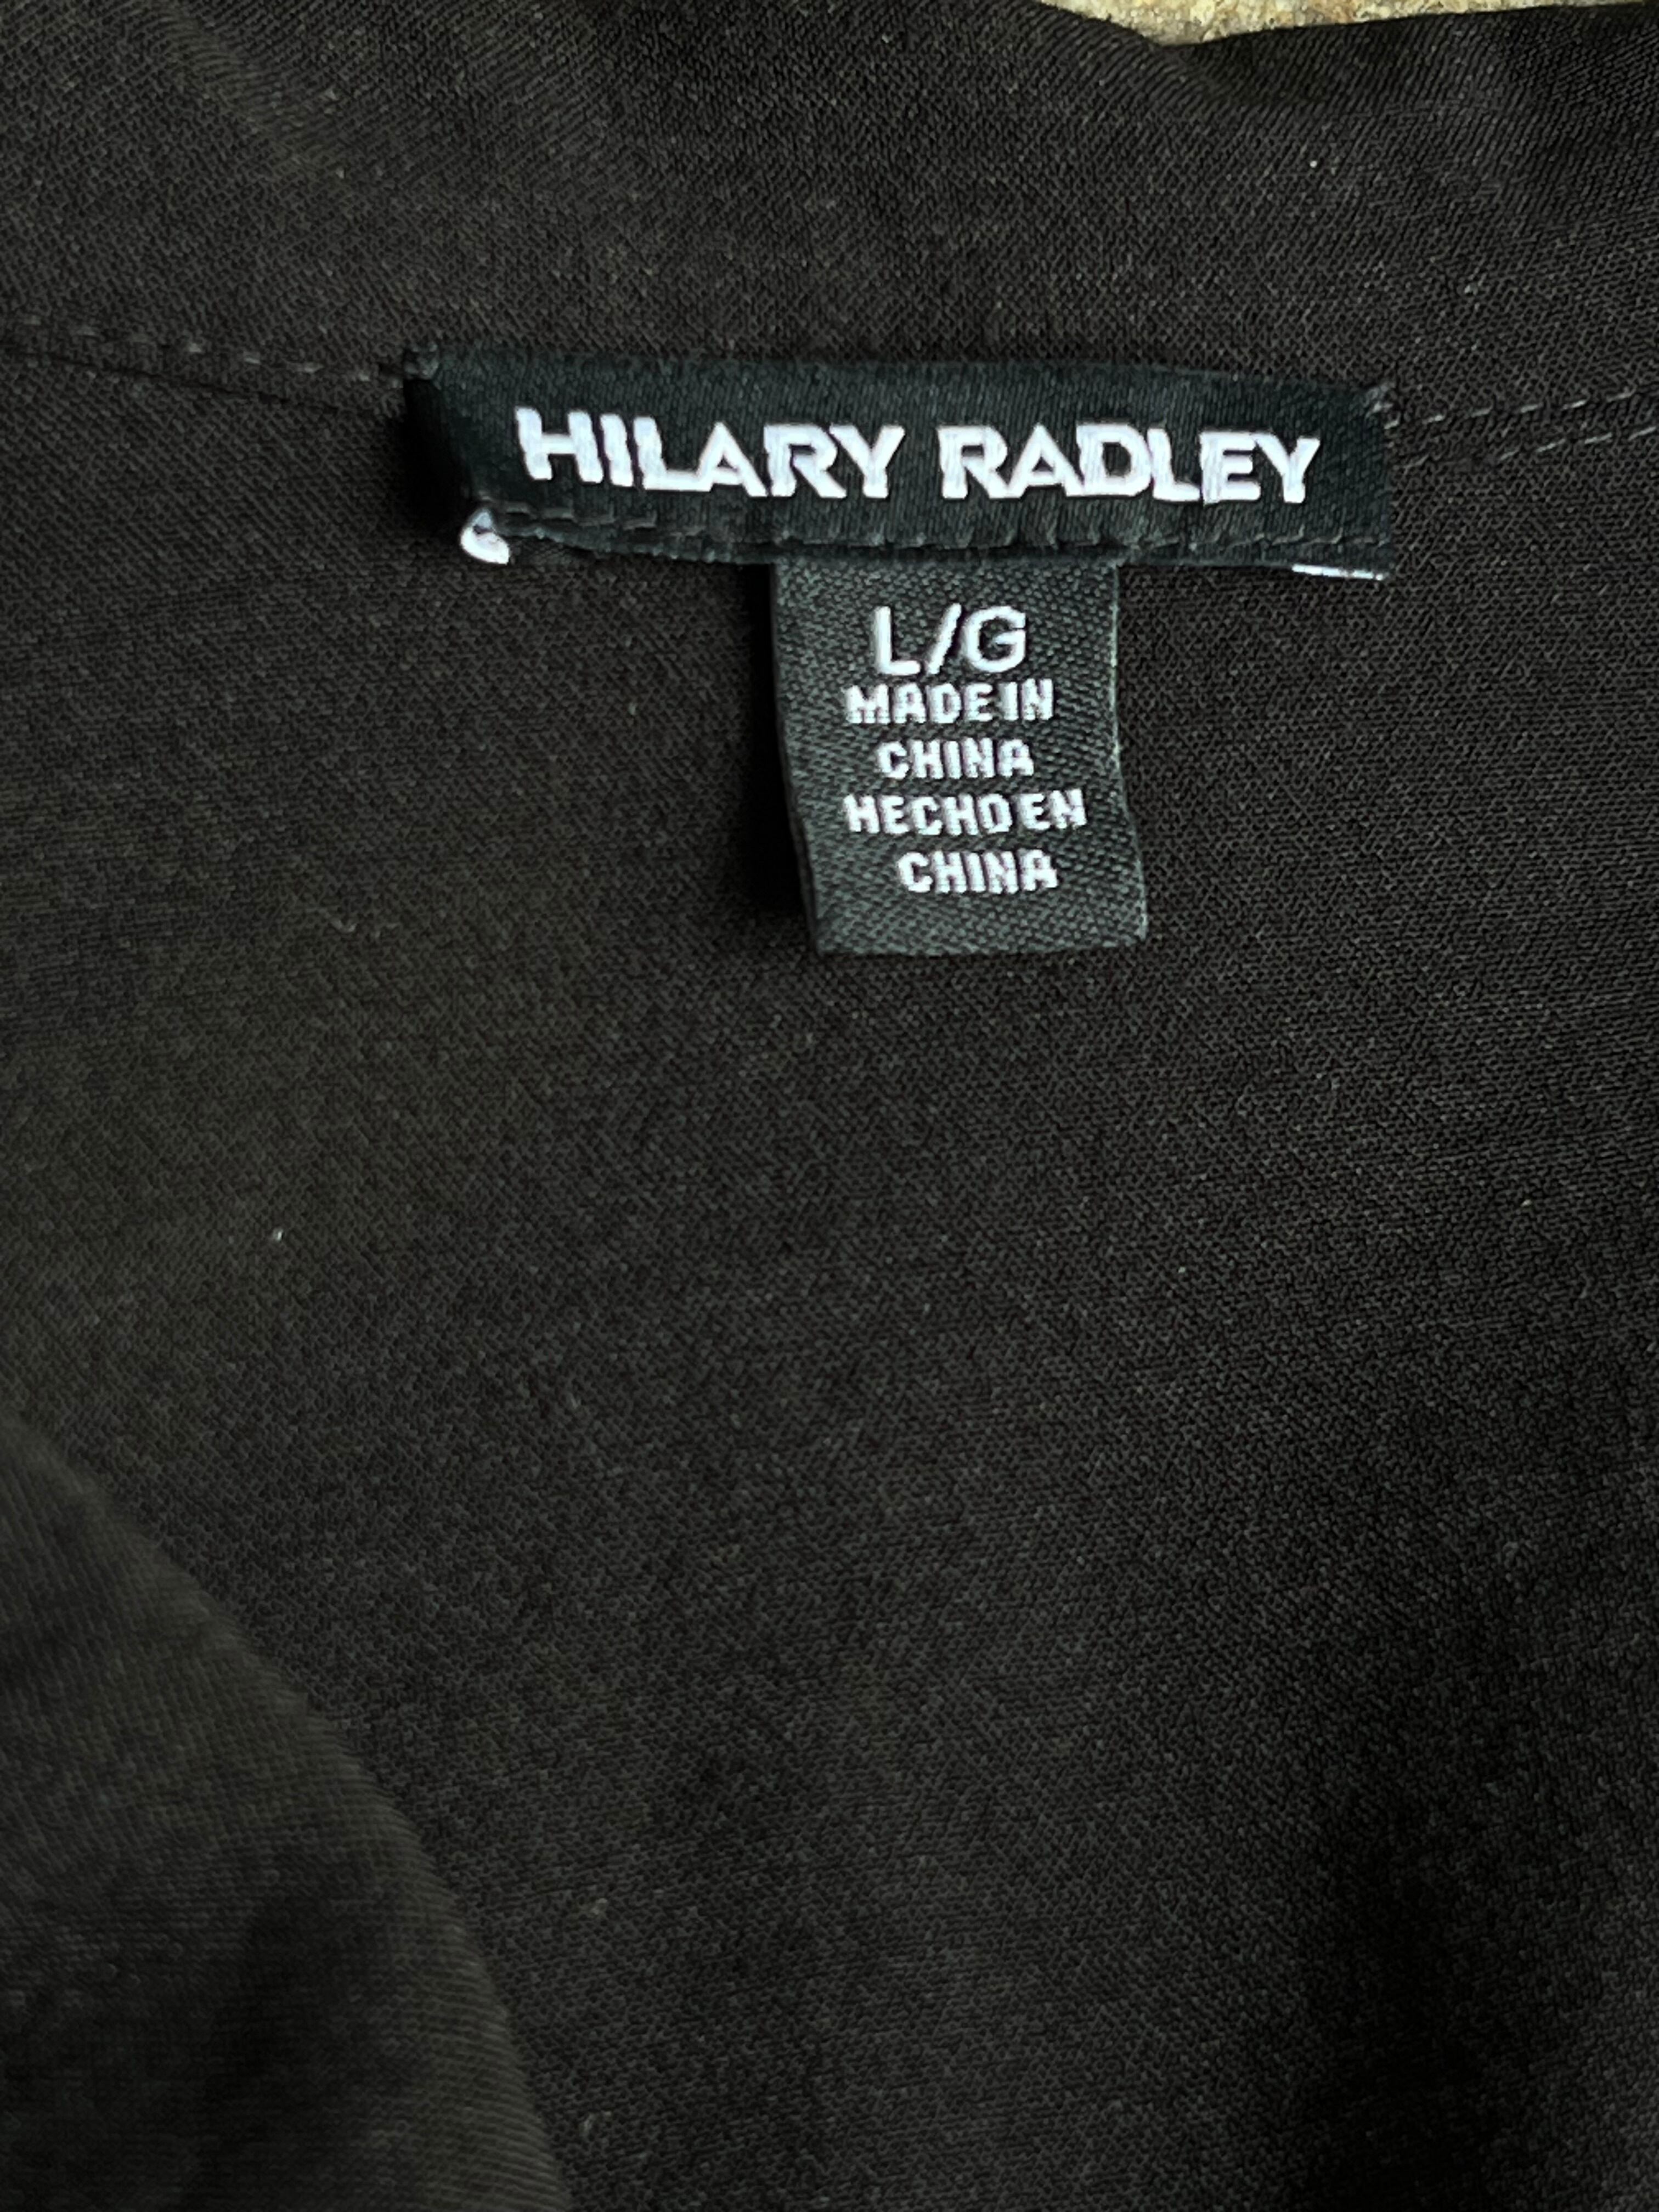 HILARY RADLEY
L/G
MADE IN
CHINA
HECHO EN
CHINA